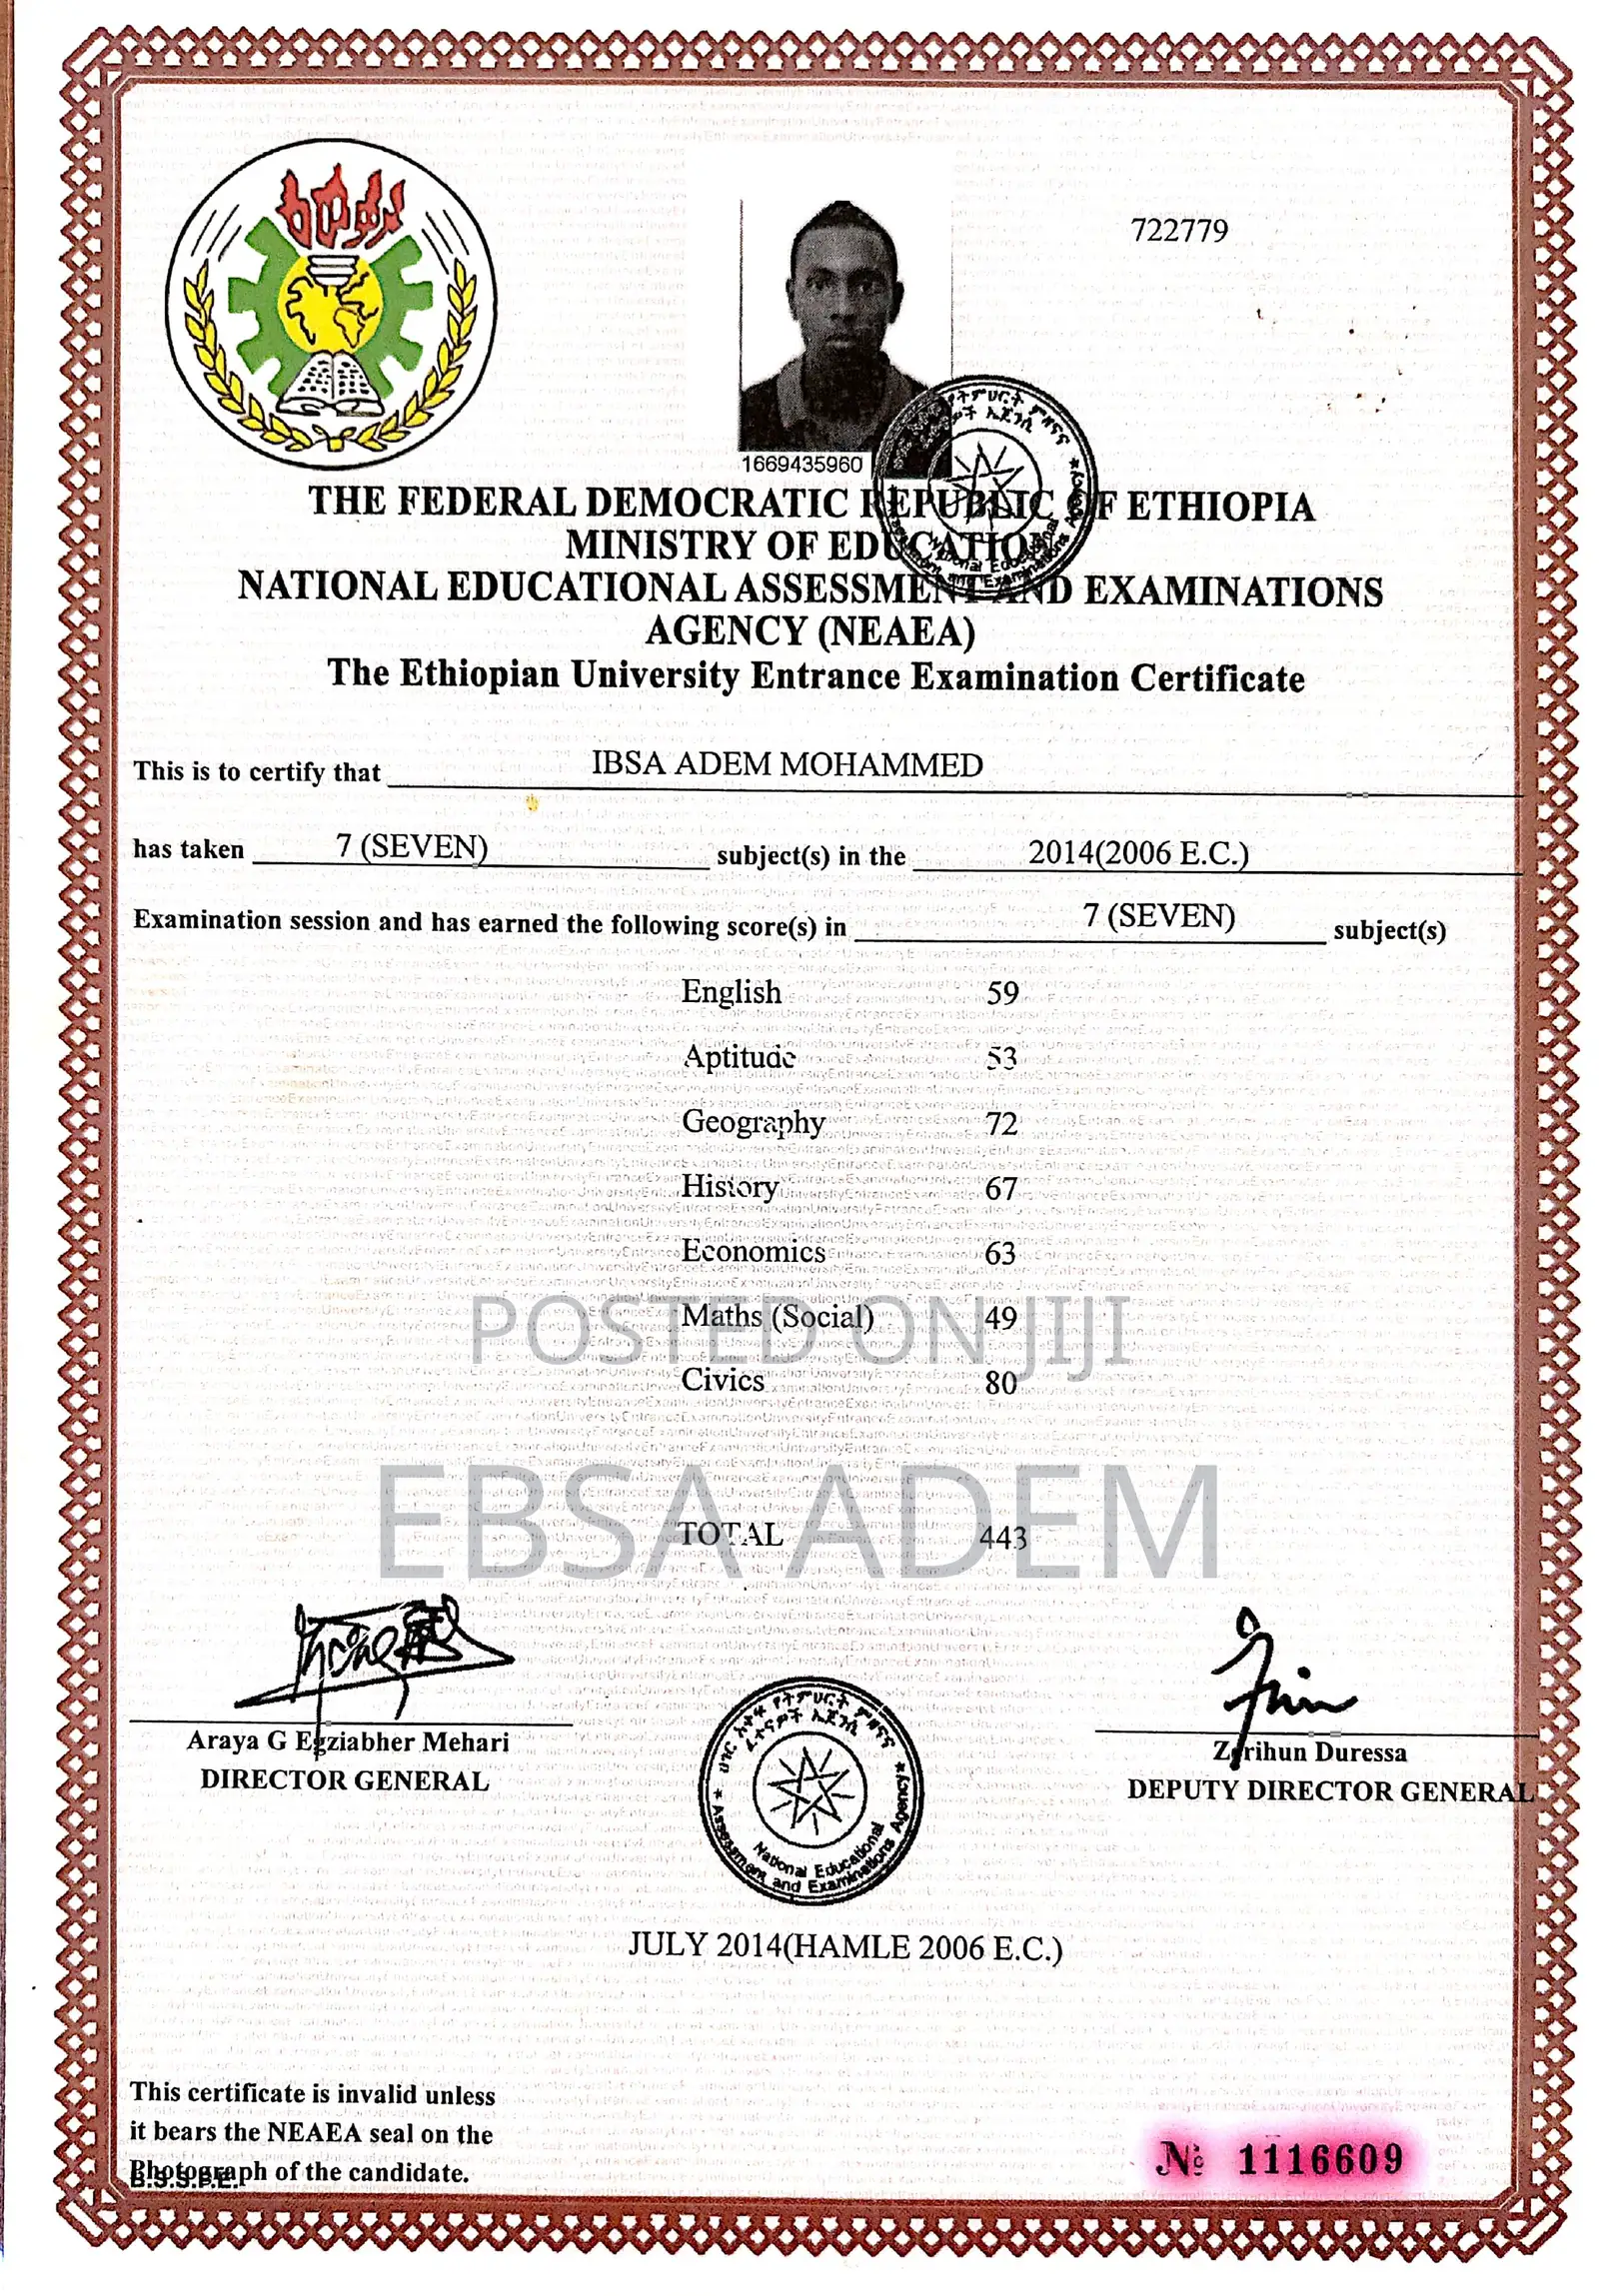 722779
1669435960
THE FEDERAL DEMOCRATIC REPUBLIC OF ETHIOPIA
MINISTRY OF EDUCATION
NATIONAL EDUCATIONAL ASSESSMENT AND EXAMINATIONS
AGENCY (NEAEA)
The Ethiopian University Entrance Examination Certificate
This is to certify that IBSA ADEM MOHAMMED
has taken 7 (SEVEN) subject(s) in the 2014(2006 E.C.)
Examination session and has earned the following score(s) in 7 (SEVEN) subject(s)
English 59
Aptitude 53
Geography 72
History 67
Economics 63
Maths (Social) 49
POSTED ON JIJI
Civics 80
EBSA ADEM
TOTAL 443
Araya G Egziabher Mehari
DIRECTOR GENERAL
Zerihun Duressa
DEPUTY DIRECTOR GENERAL
National Educational
Assessment and Examinations Agency
JULY 2014(HAMLE 2006 E.C.)
This certificate is invalid unless
it bears the NEAEA seal on the
Photograph of the candidate.
B.S.S.P.E.
№ 1116609